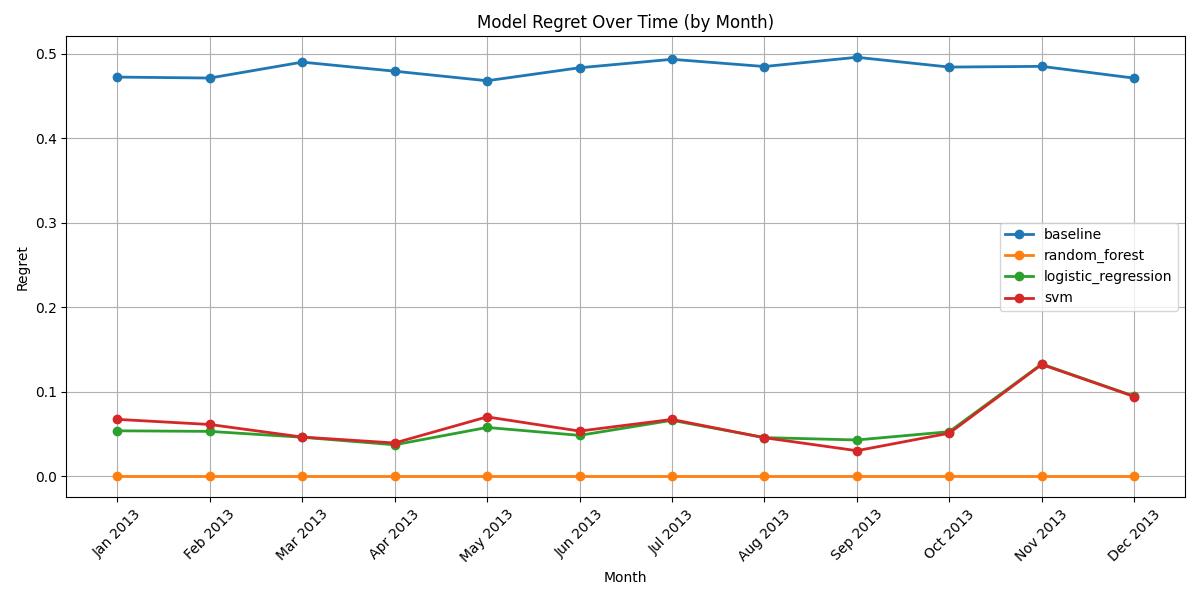 Model Regret Over Time (by Month)
0.5
0.4
0.3
0.2
0.1
0.0
Regret
baseline
random_forest
logistic_regression
svm
Jan 2013
Feb 2013
Mar 2013
Apr 2013
May 2013
Jun 2013
Jul 2013
Aug 2013
Sep 2013
Oct 2013
Nov 2013
Dec 2013
Month